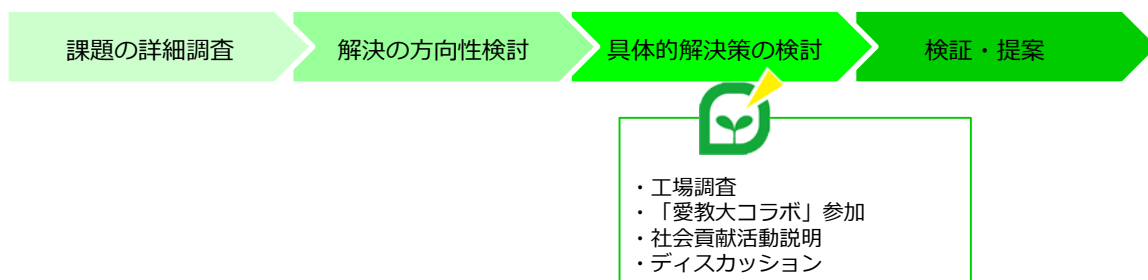 課題の詳細調査
解決の方向性検討
具体的解決策の検討
検証・提案
・工場調査
・「愛教大コラボ」参加
・社会貢献活動説明
・ディスカッション